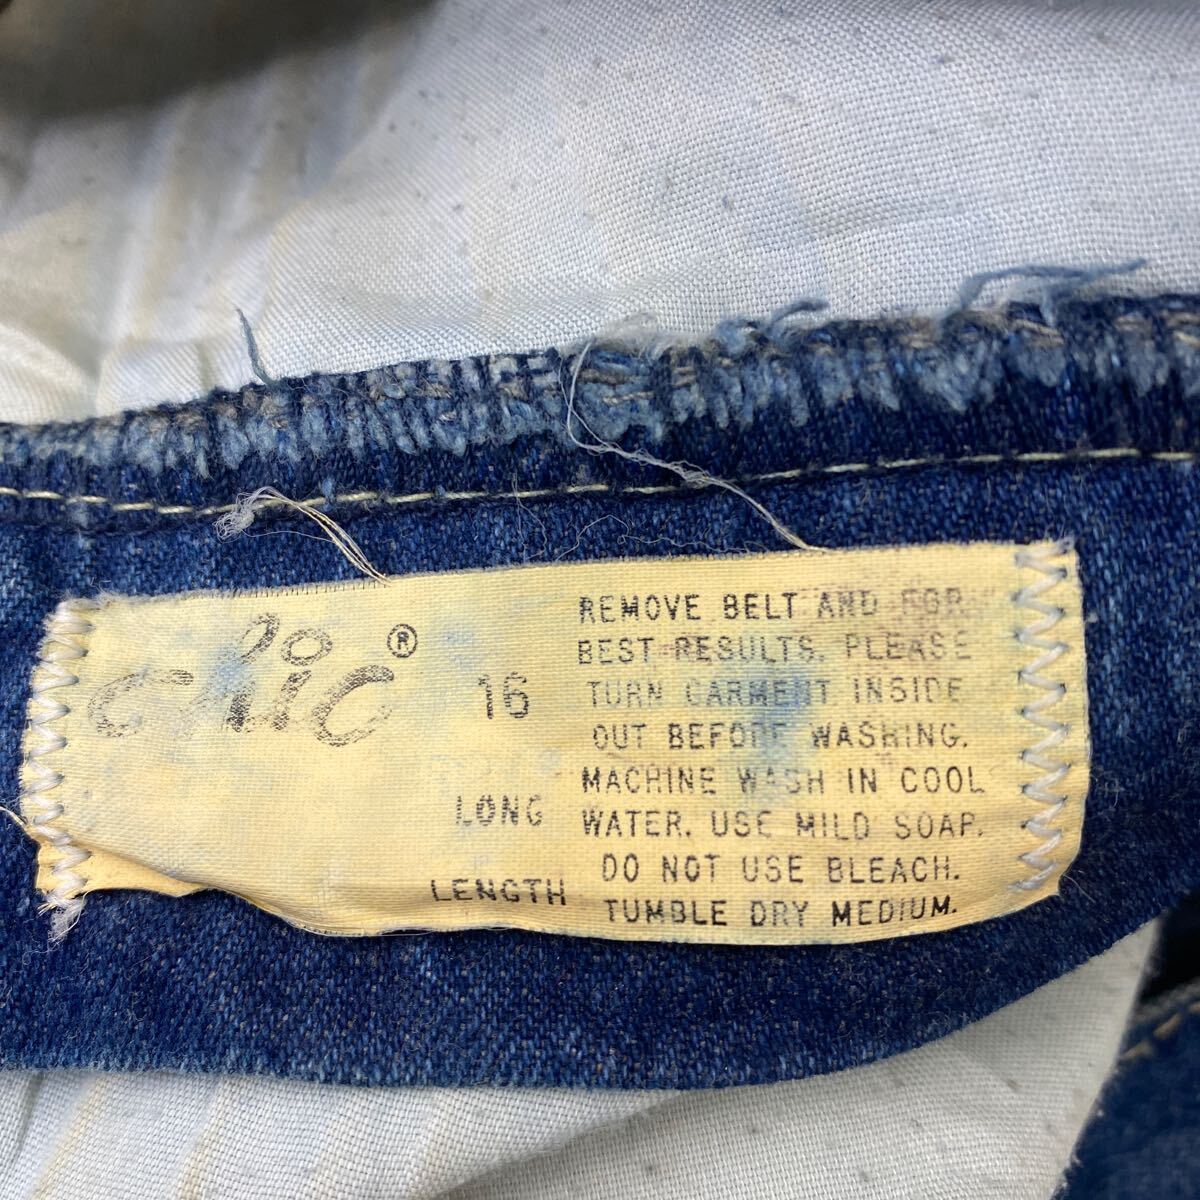 chic®
16
LONG
LENGTH
REMOVE BELT AND FOR
BEST RESULTS. PLEASE
TURN GARMENT INSIDE
OUT BEFORE WASHING.
MACHINE WASH IN COOL
WATER. USE MILD SOAP.
DO NOT USE BLEACH.
TUMBLE DRY MEDIUM.